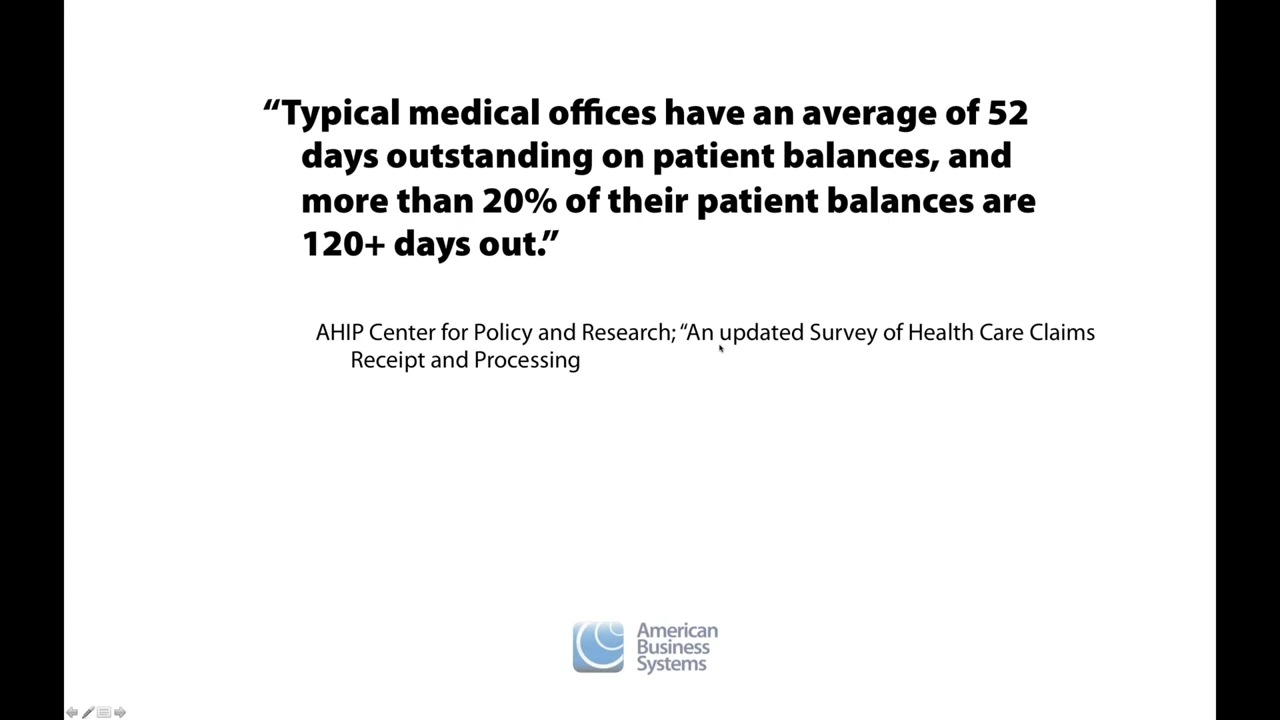 “Typical medical offices have an average of 52
days outstanding on patient balances, and
more than 20% of their patient balances are
120+ days out.”
AHIP Center for Policy and Research; “An updated Survey of Health Care Claims
Receipt and Processing
American
Business
Systems